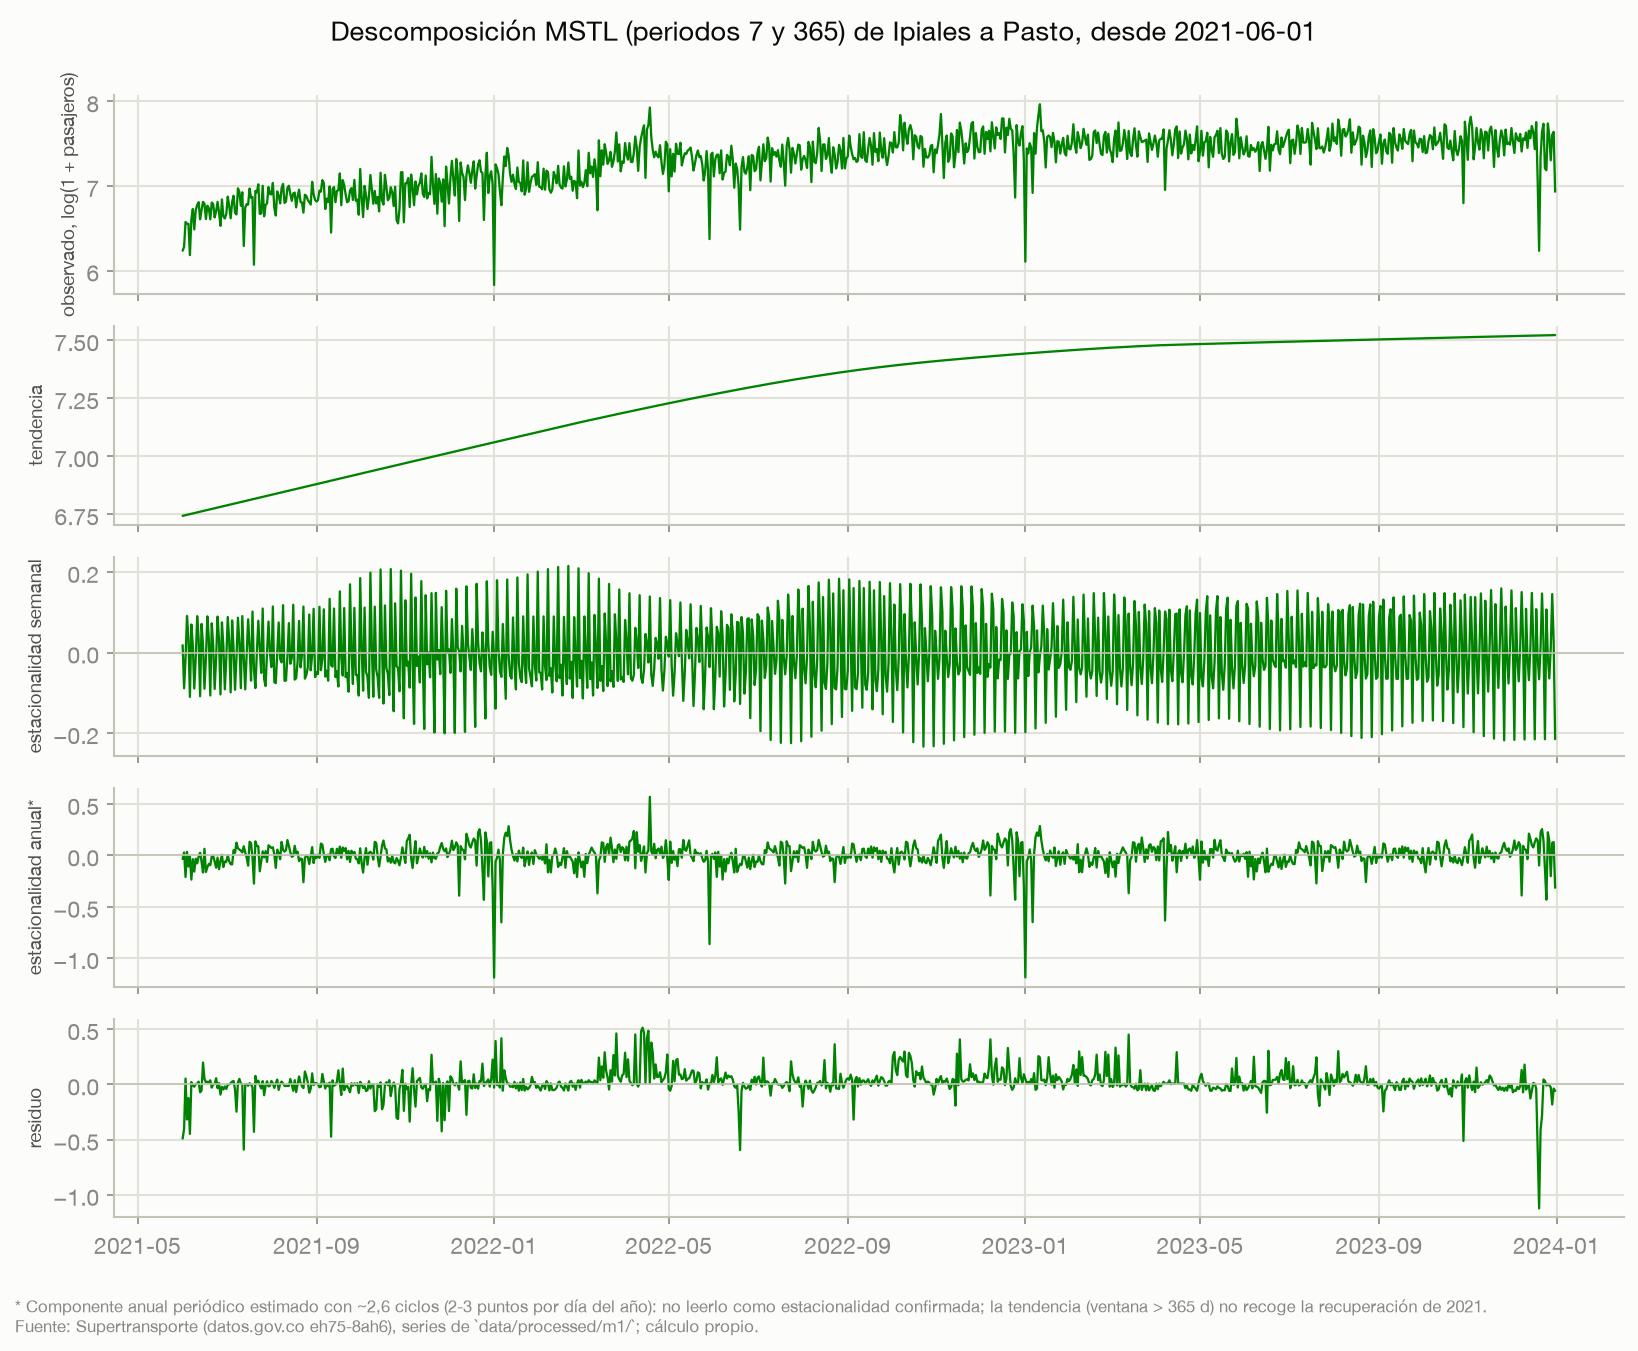 Descomposición MSTL (periodos 7 y 365) de Ipiales a Pasto, desde 2021-06-01
observado, log(1 + pasajeros)
8
7
6
tendencia
7.50
7.25
7.00
6.75
estacionalidad semanal
0.2
0.0
−0.2
estacionalidad anual*
0.5
0.0
−0.5
−1.0
residuo
0.5
0.0
−0.5
−1.0
2021-05 2021-09 2022-01 2022-05 2022-09 2023-01 2023-05 2023-09 2024-01
* Componente anual periódico estimado con ~2,6 ciclos (2-3 puntos por día del año): no leerlo como estacionalidad confirmada; la tendencia (ventana > 365 d) no recoge la recuperación de 2021.
Fuente: Supertransporte (datos.gov.co eh75-8ah6), series de `data/processed/m1/`; cálculo propio.